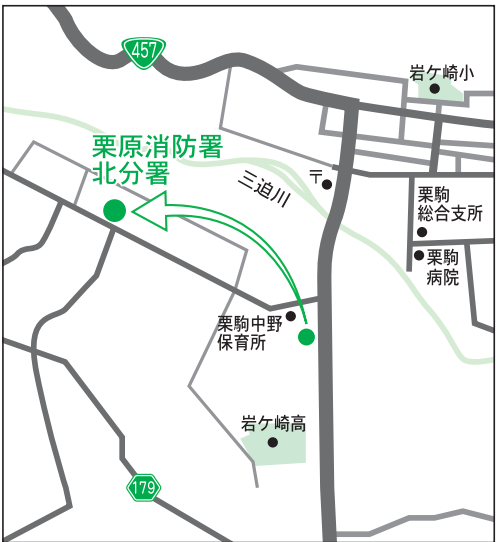 457
岩ケ崎小
栗原消防署
北分署
三迫川
〒
栗駒
総合支所
栗駒
病院
栗駒中野
保育所
岩ケ崎高
179